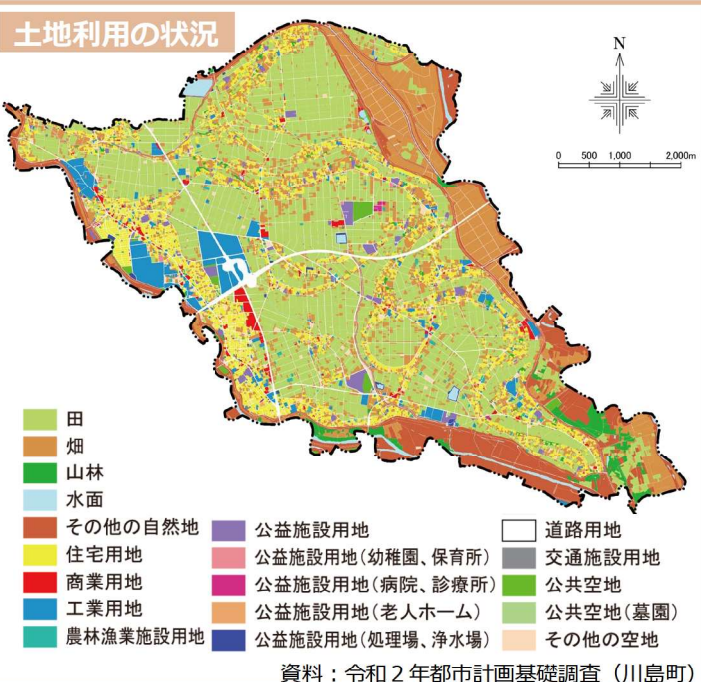 土地利用の状況
N
0 500 1,000 2,000m
田
畑
山林
水面
その他の自然地
住宅用地
商業用地
工業用地
農林漁業施設用地
公益施設用地
公益施設用地(幼稚園、保育所)
公益施設用地(病院、診療所)
公益施設用地(老人ホーム)
公益施設用地(処理場、浄水場)
道路用地
交通施設用地
公共空地
公共空地(墓園)
その他の空地
資料:令和2年都市計画基礎調査(川島町)